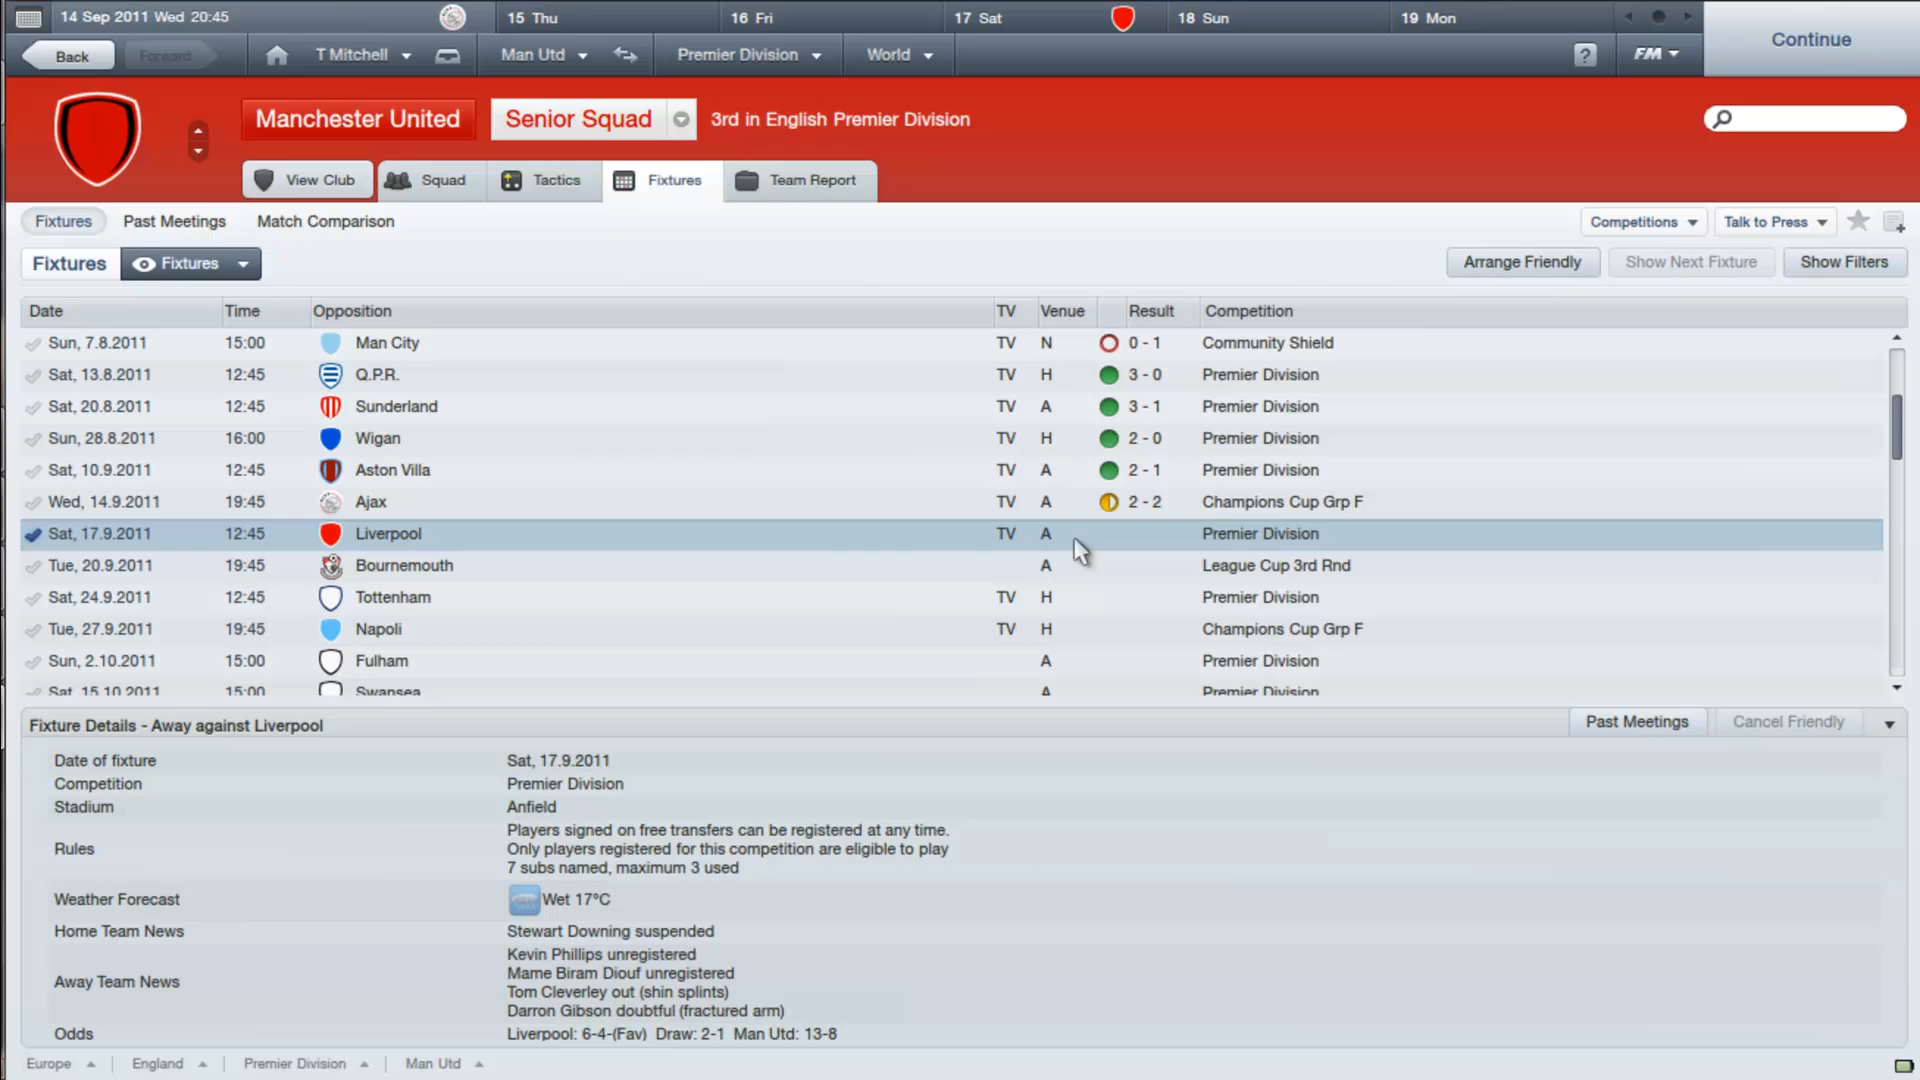 14 Sep 2011 Wed 20:45 15 Thu 16 Fri 17 Sat 18 Sun 19 Mon
Continue
Back Forward T Mitchell Man Utd Premier Division World ? FM
Manchester United Senior Squad 3rd in English Premier Division
View Club Squad Tactics Fixtures Team Report
Fixtures Past Meetings Match Comparison Competitions Talk to Press
Fixtures Fixtures Arrange Friendly Show Next Fixture Show Filters
Date Time Opposition TV Venue Result Competition
Sun, 7.8.2011 15:00 Man City TV N 0 - 1 Community Shield
Sat, 13.8.2011 12:45 Q.P.R. TV H 3 - 0 Premier Division
Sat, 20.8.2011 12:45 Sunderland TV A 3 - 1 Premier Division
Sun, 28.8.2011 16:00 Wigan TV H 2 - 0 Premier Division
Sat, 10.9.2011 12:45 Aston Villa TV A 2 - 1 Premier Division
Wed, 14.9.2011 19:45 Ajax TV A 2 - 2 Champions Cup Grp F
Sat, 17.9.2011 12:45 Liverpool TV A Premier Division
Tue, 20.9.2011 19:45 Bournemouth A League Cup 3rd Rnd
Sat, 24.9.2011 12:45 Tottenham TV H Premier Division
Tue, 27.9.2011 19:45 Napoli TV H Champions Cup Grp F
Sun, 2.10.2011 15:00 Fulham A Premier Division
Sat, 15.10.2011 15:00 Swansea A Premier Division
Fixture Details - Away against Liverpool Past Meetings Cancel Friendly
Date of fixture Sat, 17.9.2011
Competition Premier Division
Stadium Anfield
Rules Players signed on free transfers can be registered at any time.
Only players registered for this competition are eligible to play
7 subs named, maximum 3 used
Weather Forecast Wet 17°C
Home Team News Stewart Downing suspended
Away Team News Kevin Phillips unregistered
Mame Biram Diouf unregistered
Tom Cleverley out (shin splints)
Darron Gibson doubtful (fractured arm)
Odds Liverpool: 6-4-(Fav) Draw: 2-1 Man Utd: 13-8
Europe England Premier Division Man Utd